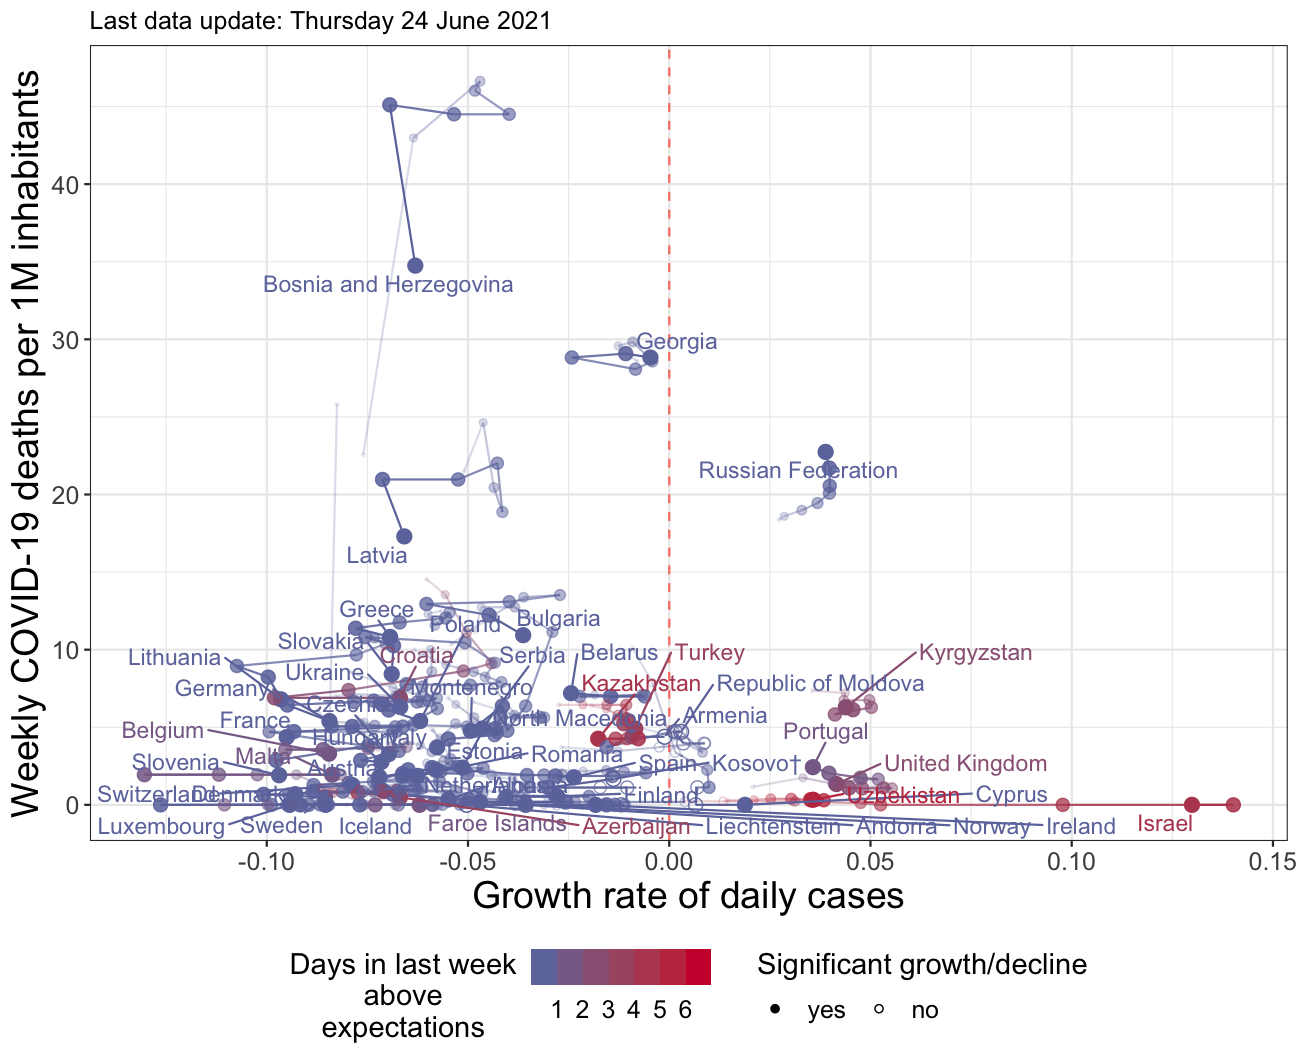 Last data update: Thursday 24 June 2021
Weekly COVID-19 deaths per 1M inhabitants
40
30
20
10
0
Bosnia and Herzegovina
Georgia
Russian Federation
Latvia
Greece
Poland
Bulgaria
Slovakia
Lithuania
Croatia
Serbia
Belarus
Turkey
Kyrgyzstan
Ukraine
Germany
Montenegro
Kazakhstan
Republic of Moldova
Czechia
France
North Macedonia
Armenia
Belgium
Hungary
Italy
Portugal
Malta
Estonia
Romania
Slovenia
Austria
Spain
Kosovo†
United Kingdom
Switzerland
Denmark
Netherlands
Albania
Finland
Uzbekistan
Cyprus
Luxembourg
Sweden
Iceland
Faroe Islands
Azerbaijan
Liechtenstein
Andorra
Norway
Ireland
Israel
-0.10
-0.05
0.00
0.05
0.10
0.15
Growth rate of daily cases
Days in last week
above
expectations
1 2 3 4 5 6
Significant growth/decline
yes
no